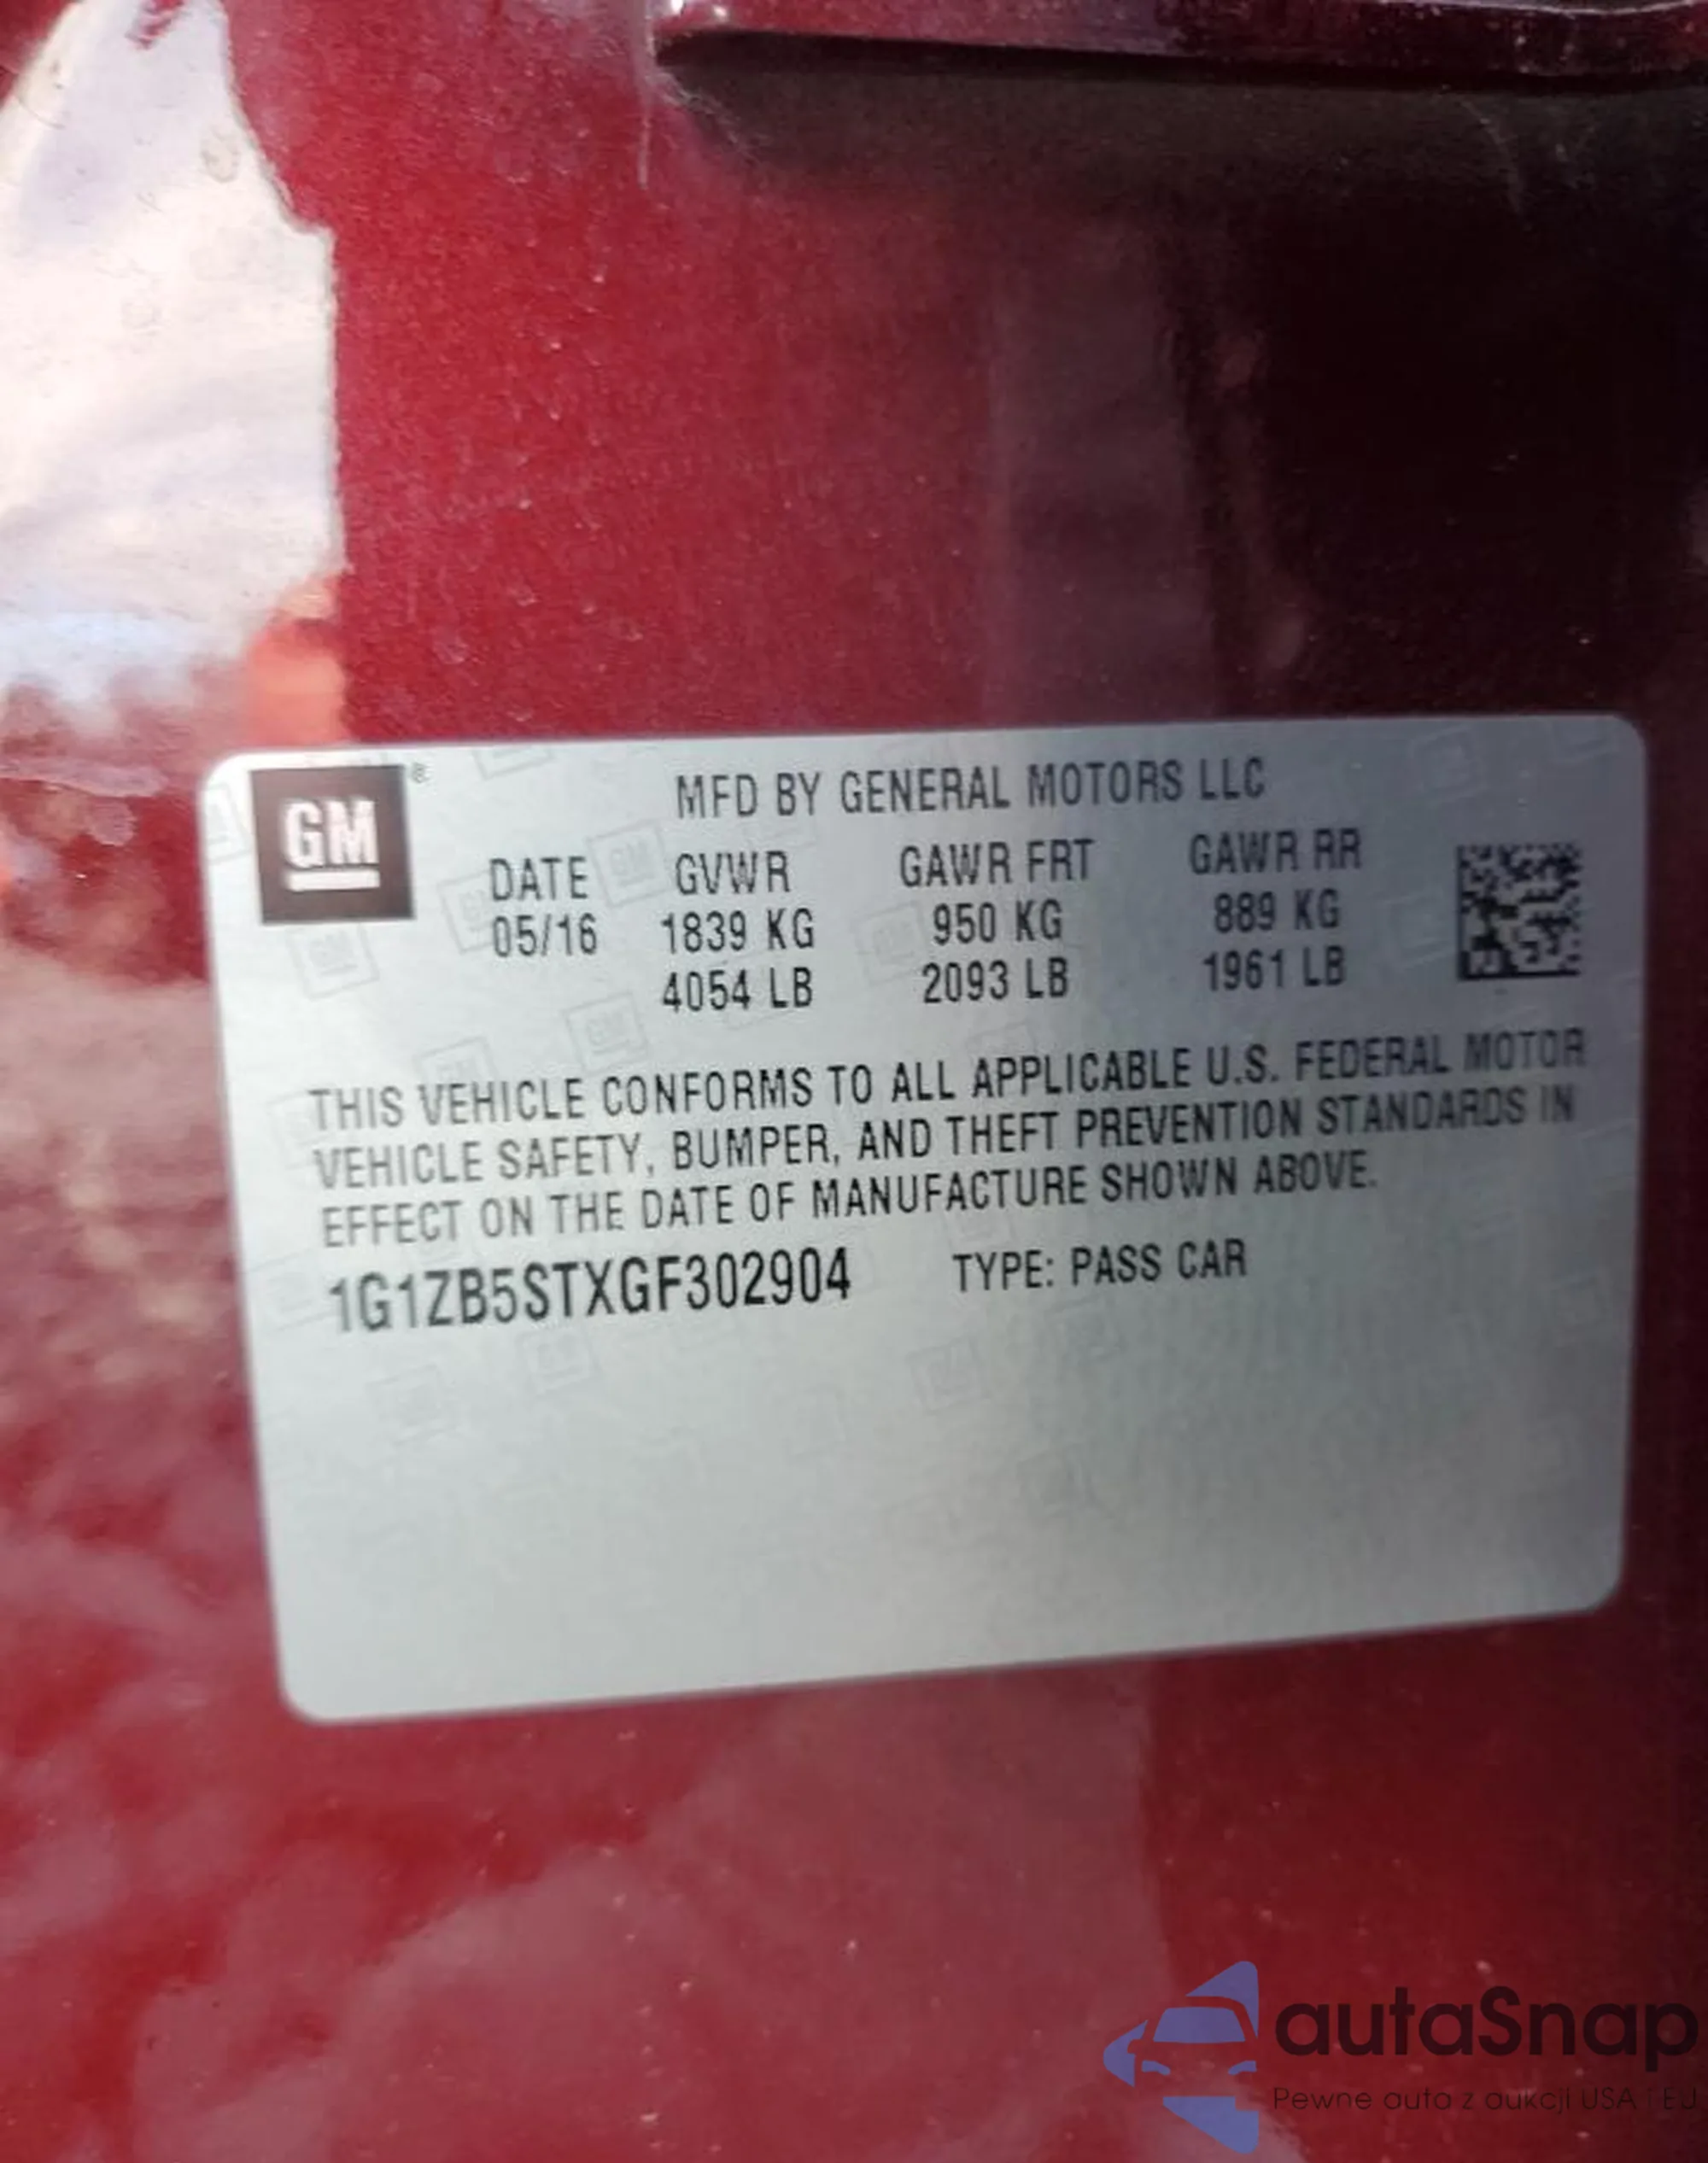 GM ®
MFD BY GENERAL MOTORS LLC
DATE GVWR GAWR FRT GAWR RR
05/16 1839 KG 950 KG 889 KG
4054 LB 2093 LB 1961 LB
THIS VEHICLE CONFORMS TO ALL APPLICABLE U.S. FEDERAL MOTOR
VEHICLE SAFETY, BUMPER, AND THEFT PREVENTION STANDARDS IN
EFFECT ON THE DATE OF MANUFACTURE SHOWN ABOVE.
1G1ZB5STXGF302904 TYPE: PASS CAR
autaSnap
Pewne auta z aukcji USA i EU